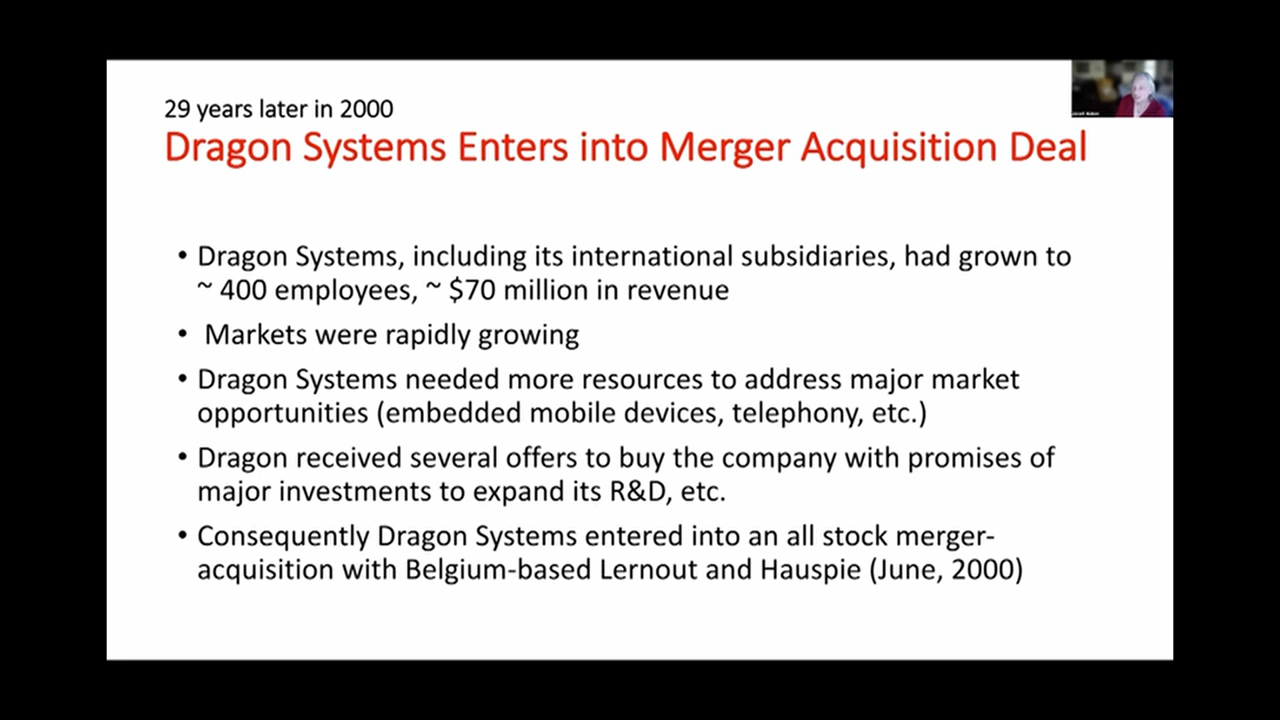 29 years later in 2000
Dragon Systems Enters into Merger Acquisition Deal
• Dragon Systems, including its international subsidiaries, had grown to
~ 400 employees, ~ $70 million in revenue
• Markets were rapidly growing
• Dragon Systems needed more resources to address major market
opportunities (embedded mobile devices, telephony, etc.)
• Dragon received several offers to buy the company with promises of
major investments to expand its R&D, etc.
• Consequently Dragon Systems entered into an all stock merger-
acquisition with Belgium-based Lernout and Hauspie (June, 2000)